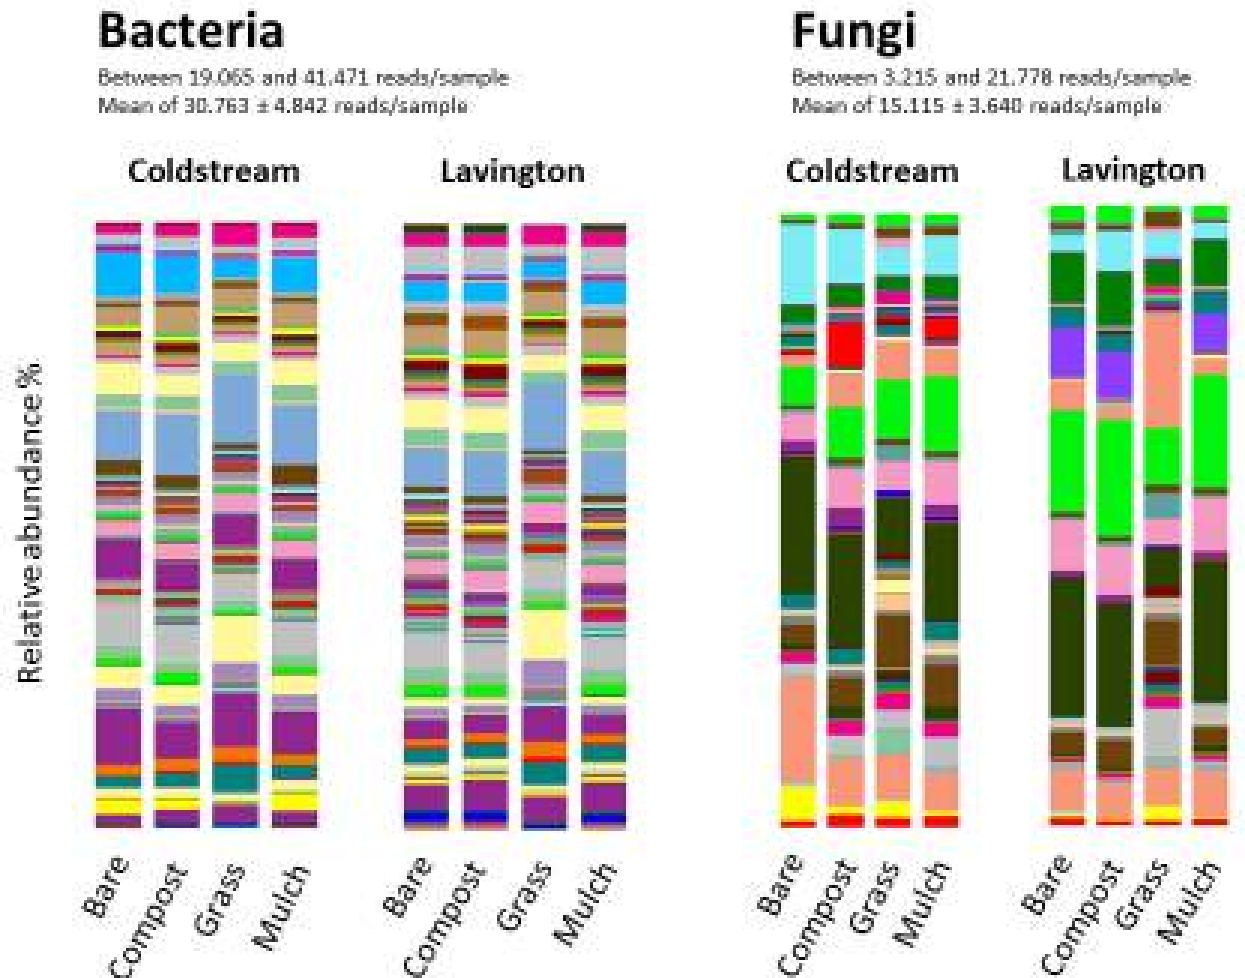 Bacteria
Between 19.065 and 41.471 reads/sample
Mean of 30.763 ± 4.842 reads/sample
Coldstream
Lavington
Relative abundance %
Bare
Compost
Grass
Mulch
Bare
Compost
Grass
Mulch
Fungi
Between 3.215 and 21.778 reads/sample
Mean of 15.115 ± 3.640 reads/sample
Coldstream
Lavington
Bare
Compost
Grass
Mulch
Bare
Compost
Grass
Mulch